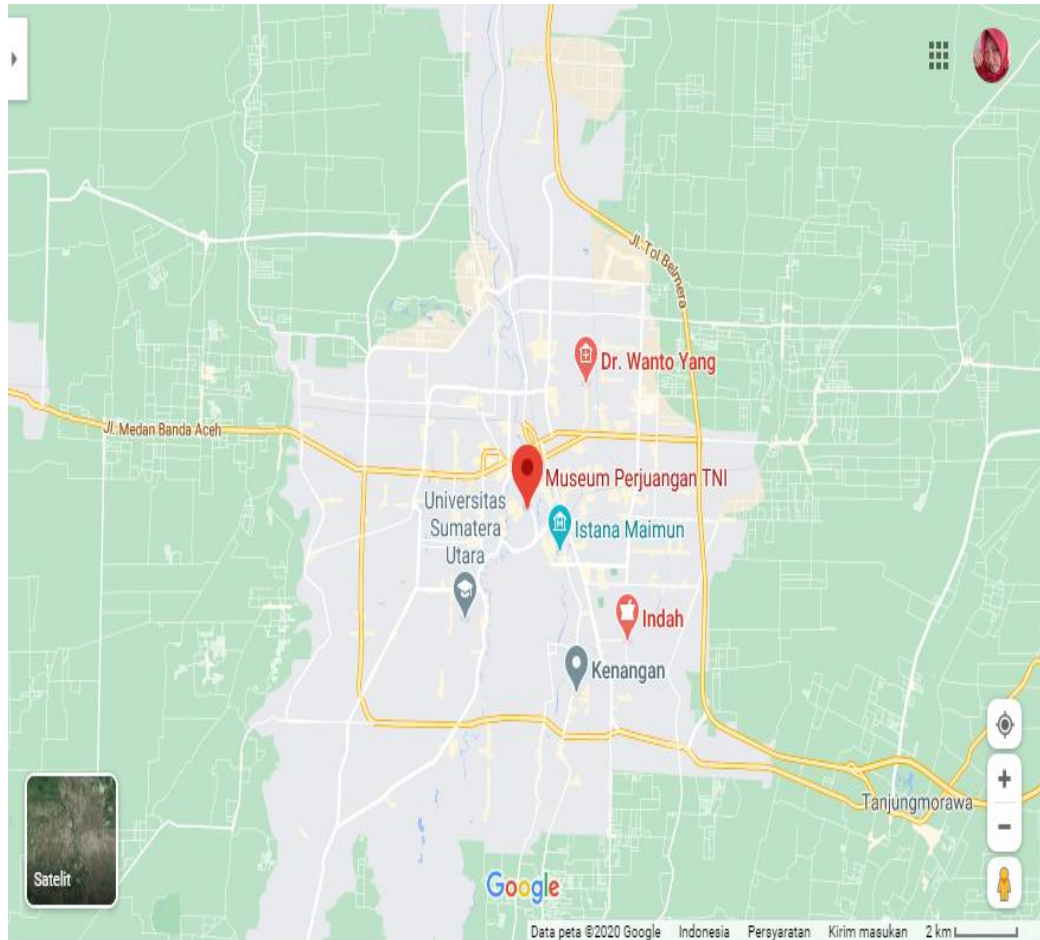 Jl. Tol Belmera
Dr. Wanto Yang
Jl. Medan Banda Aceh
Museum Perjuangan TNI
Universitas
Sumatera
Utara
Istana Maimun
Indah
Kenangan
Tanjungmorawa
Satelit
Google
Data peta ©2020 Google Indonesia Persyaratan Kirim masukan 2 km